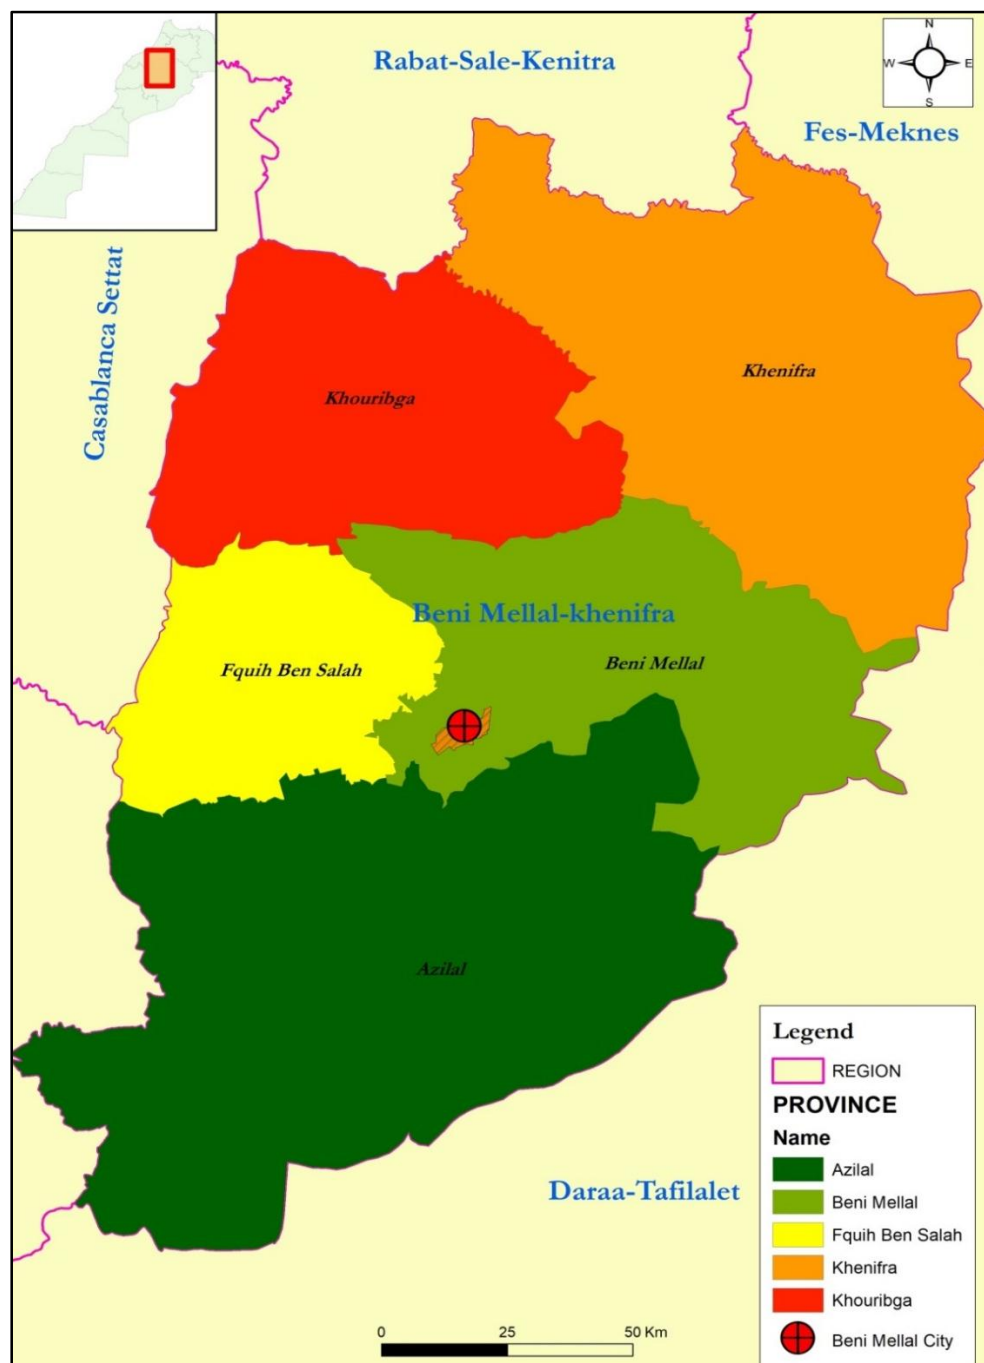 Rabat-Sale-Kenitra
N
W
E
S
Fes-Meknes
Casablanca Settat
Khenifra
Khouribga
Beni Mellal-khenifra
Fquih Ben Salah
Beni Mellal
Azilal
Daraa-Tafilalet
Legend
REGION
PROVINCE
Name
Azilal
Beni Mellal
Fquih Ben Salah
Khenifra
Khouribga
Beni Mellal City
0 25 50 Km